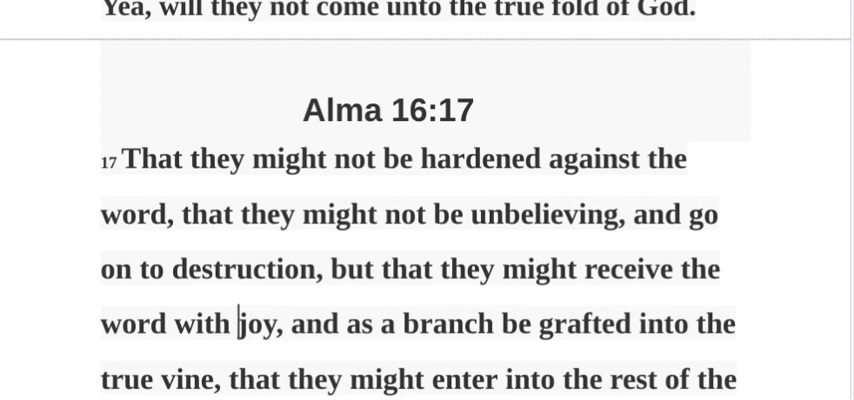 Yea, will they not come unto the true fold of God.
Alma 16:17
17 That they might not be hardened against the
word, that they might not be unbelieving, and go
on to destruction, but that they might receive the
word with joy, and as a branch be grafted into the
true vine, that they might enter into the rest of the